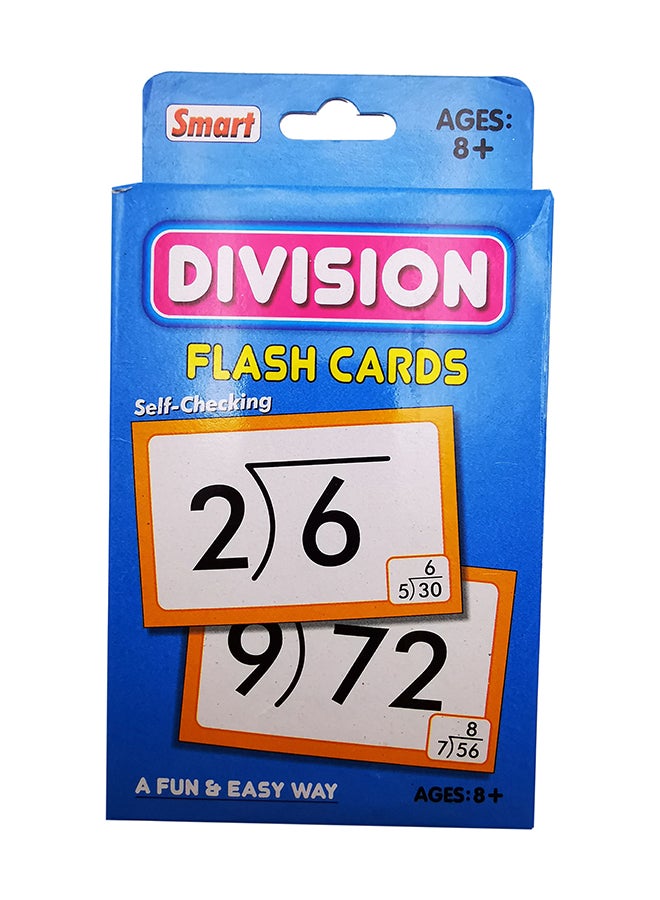 Smart
AGES:
8+
DIVISION
FLASH CARDS
Self-Checking
2)6
6
5)30
9)72
8
7)56
A FUN & EASY WAY
AGES:8+